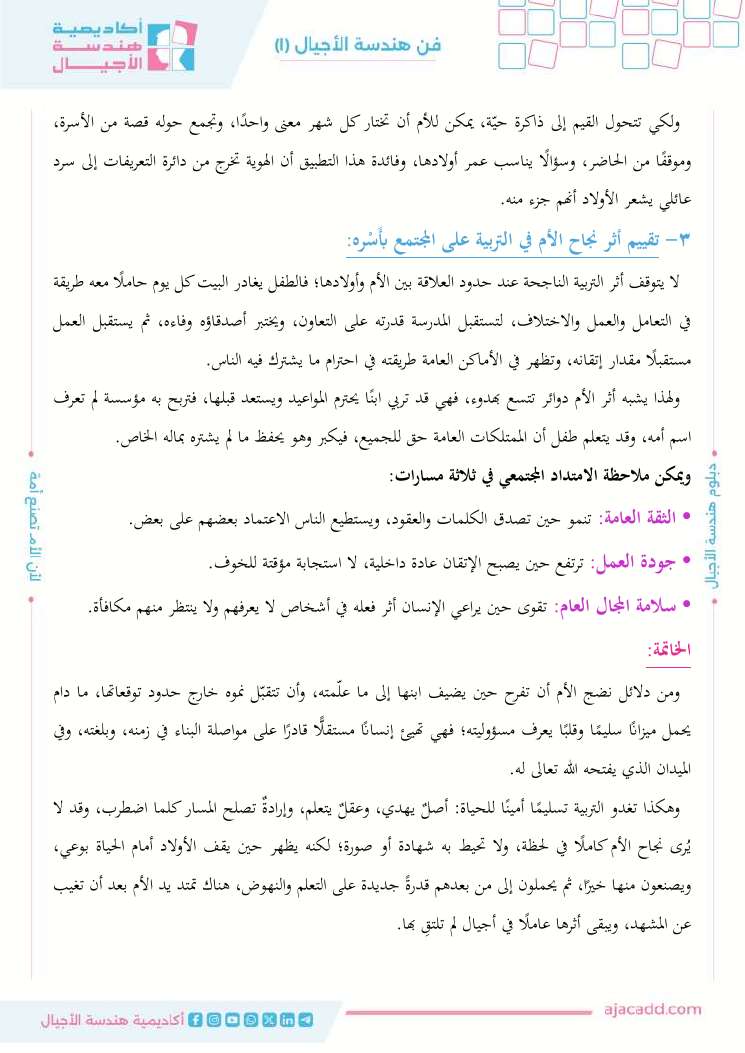 أكاديمية
هندسة
الأجيال
فن هندسة الأجيال (١)
ولكي تتحول القيم إلى ذاكرة حيّة، يمكن للأم أن تختار كل شهر معنى واحدًا، وتجمع حوله قصة من الأسرة،
وموقفًا من الحاضر، وسؤالًا يناسب عمر أولادها، وفائدة هذا التطبيق أن الهوية تخرج من دائرة التعريفات إلى سرد
عائلي يشعر الأولاد أنهم جزء منه.
٣- تقييم أثر نجاح الأم في التربية على المجتمع بأَسْره:
لا يتوقف أثر التربية الناجحة عند حدود العلاقة بين الأم وأولادها؛ فالطفل يغادر البيت كل يوم حاملًا معه طريقة
في التعامل والعمل والاختلاف، لتستقبل المدرسة قدرته على التعاون، ويختبر أصدقاؤه وفاءه، ثم يستقبل العمل
مستقبلًا مقدار إتقانه، وتظهر في الأماكن العامة طريقته في احترام ما يشترك فيه الناس.
ولهذا يشبه أثر الأم دوائر تتسع بهدوء، فهي قد تربي ابنًا يحترم المواعيد ويستعد قبلها، فتربح به مؤسسة لم تعرف
اسم أمه، وقد يتعلم طفل أن الممتلكات العامة حق للجميع، فيكبر وهو يحفظ ما لم يشتره بماله الخاص.
ويمكن ملاحظة الامتداد المجتمعي في ثلاثة مسارات:
• الثقة العامة: تنمو حين تصدق الكلمات والعقود، ويستطيع الناس الاعتماد بعضهم على بعض.
• جودة العمل: ترتفع حين يصبح الإتقان عادة داخلية، لا استجابة مؤقتة للخوف.
• سلامة المجال العام: تقوى حين يراعي الإنسان أثر فعله في أشخاص لا يعرفهم ولا ينتظر منهم مكافأة.
الخاتمة:
ومن دلائل نضج الأم أن تفرح حين يضيف ابنها إلى ما علّمته، وأن تتقبّل نموه خارج حدود توقعاتها، ما دام
يحمل ميزانًا سليمًا وقلبًا يعرف مسؤوليته؛ فهي تهيئ إنسانًا مستقلًّا قادرًا على مواصلة البناء في زمنه، وبلغته، وفي
الميدان الذي يفتحه الله تعالى له.
وهكذا تغدو التربية تسليمًا أمينًا للحياة: أصلٌ يهدي، وعقلٌ يتعلم، وإرادةٌ تصلح المسار كلما اضطرب، وقد لا
يُرى نجاح الأم كاملًا في لحظة، ولا تحيط به شهادة أو صورة؛ لكنه يظهر حين يقف الأولاد أمام الحياة بوعي،
ويصنعون منها خيرًا، ثم يحملون إلى من بعدهم قدرةً جديدة على التعلم والنهوض، هناك تمتد يد الأم بعد أن تغيب
عن المشهد، ويبقى أثرها عاملًا في أجيال لم تلتقِ بها.
دبلوم هندسة الأجيال
لأن الأم تصنع أمة
ajacadd.com
أكاديمية هندسة الأجيال